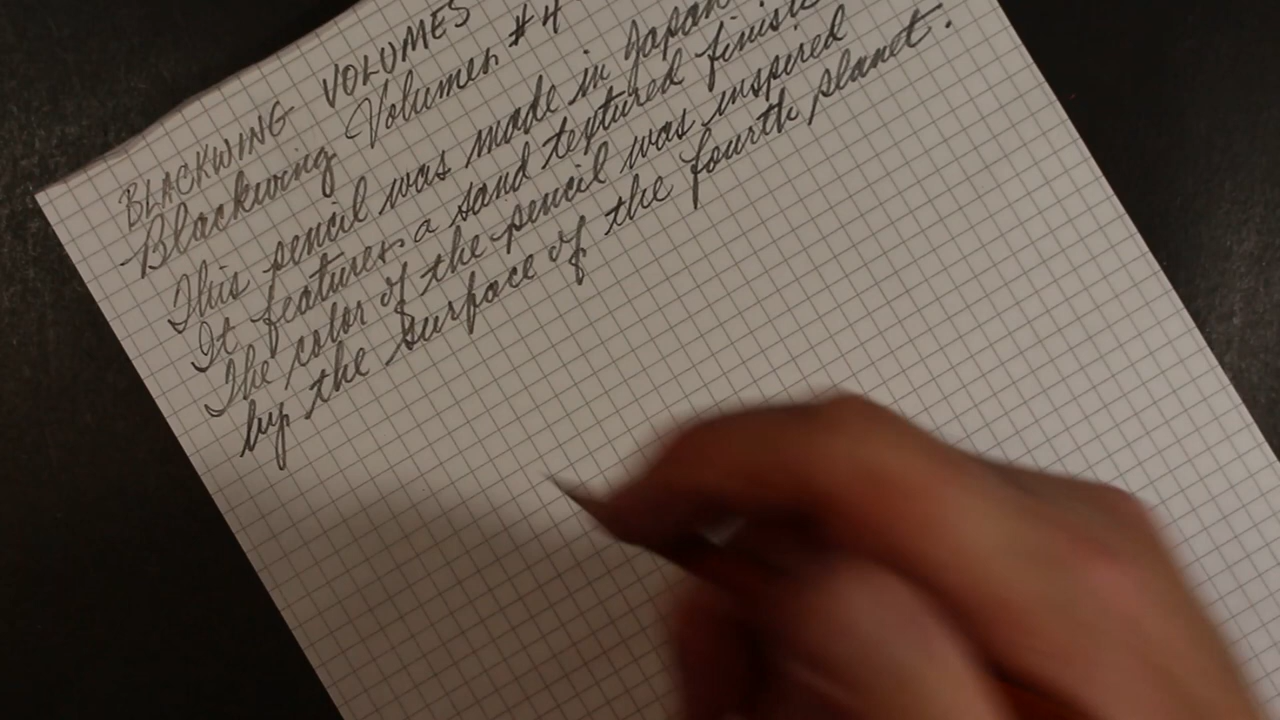 BLACKWING VOLUMES
Blackwing Volumes #4
This pencil was made in Japan
It features a sand textured finish
The color of the pencil was inspired
by the surface of the fourth planet.